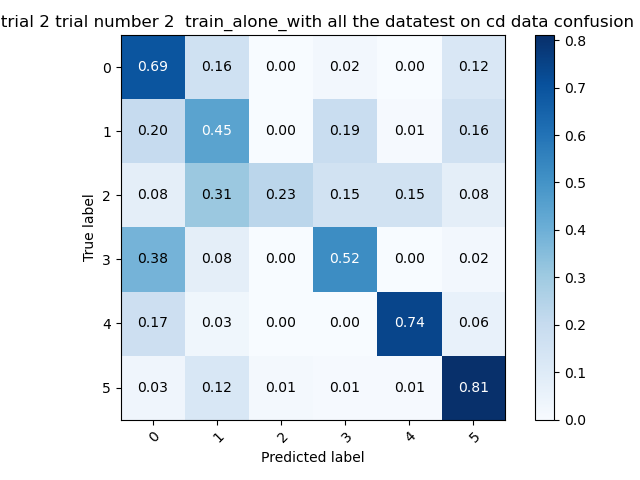 trial 2 trial number 2  train_alone_with all the datatest on cd data confusion
True label
0 0.69 0.16 0.00 0.02 0.00 0.12
1 0.20 0.45 0.00 0.19 0.01 0.16
2 0.08 0.31 0.23 0.15 0.15 0.08
3 0.38 0.08 0.00 0.52 0.00 0.02
4 0.17 0.03 0.00 0.00 0.74 0.06
5 0.03 0.12 0.01 0.01 0.01 0.81
0 1 2 3 4 5
Predicted label
0.8
0.7
0.6
0.5
0.4
0.3
0.2
0.1
0.0